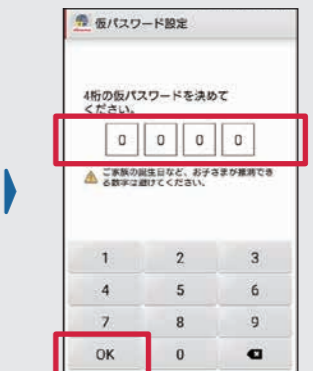 仮パスワード設定
4桁の仮パスワードを決めて
ください。
0 0 0 0
ご家族の誕生日など、お子さまが推測でき
る数字は避けてください。
1 2 3
4 5 6
7 8 9
OK 0